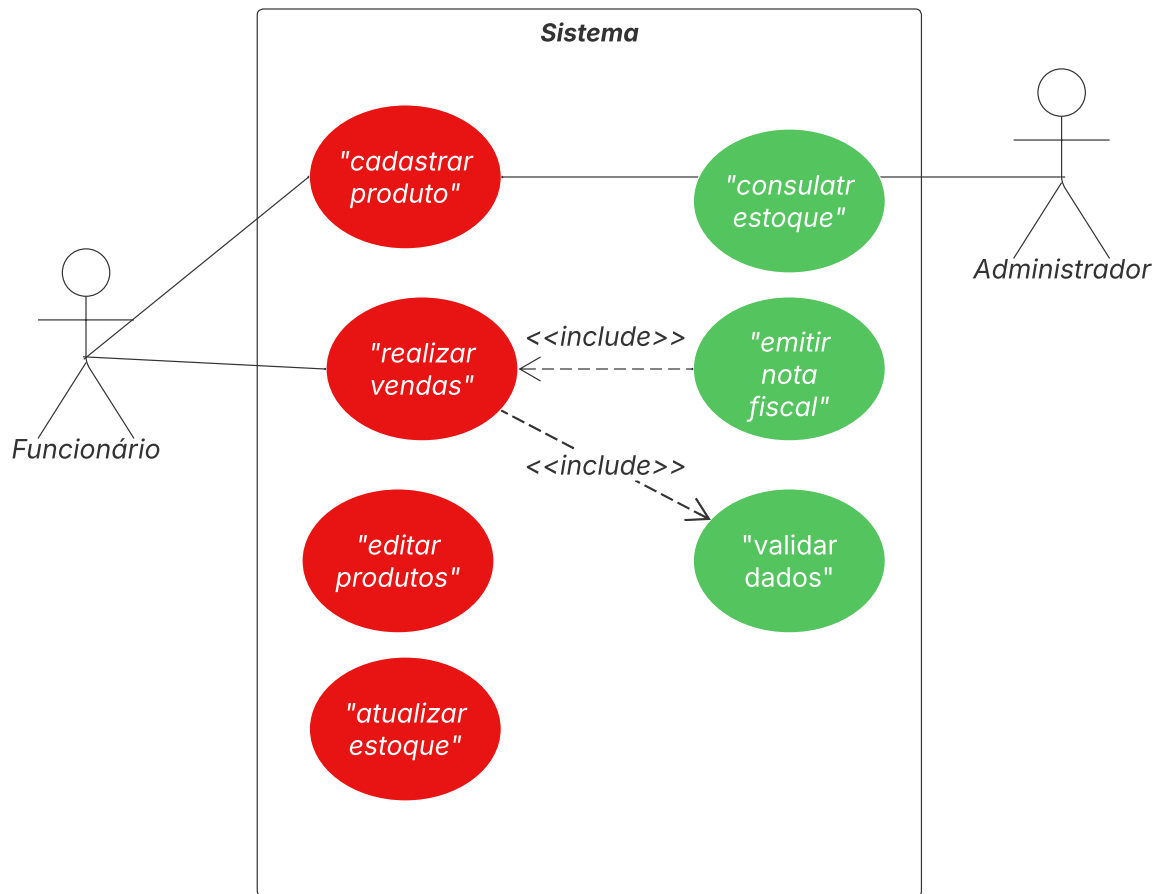 Sistema
"cadastrar
produto"
"consulatr
estoque"
Administrador
"realizar
vendas"
<<include>>
"emitir
nota
fiscal"
Funcionário
<<include>>
"editar
produtos"
"validar
dados"
"atualizar
estoque"